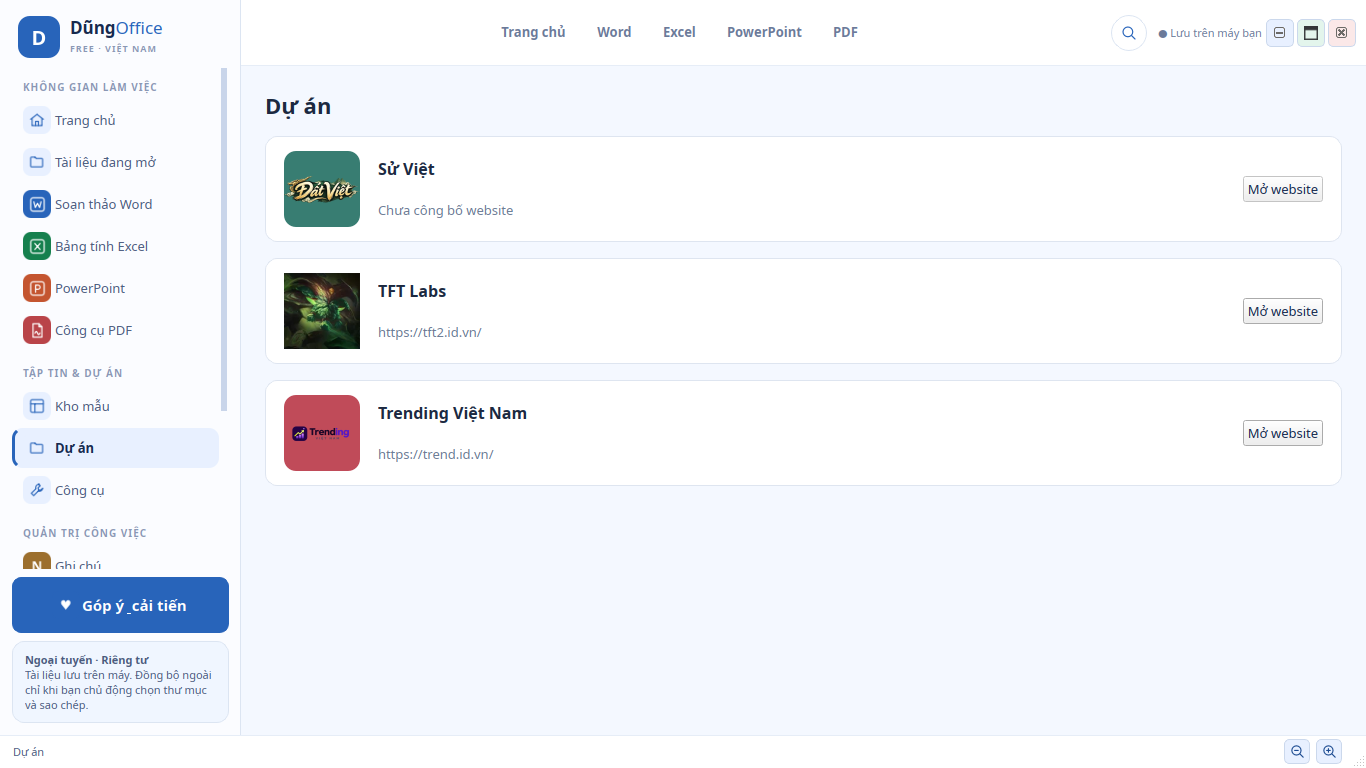 D
DũngOffice
FREE · VIỆT NAM
Trang chủ
Word
Excel
PowerPoint
PDF
Lưu trên máy bạn
KHÔNG GIAN LÀM VIỆC
Trang chủ
Tài liệu đang mở
W Soạn thảo Word
X Bảng tính Excel
P PowerPoint
Công cụ PDF
TẬP TIN & DỰ ÁN
Kho mẫu
Dự án
Công cụ
QUẢN TRỊ CÔNG VIỆC
N Ghi chú
♥ Góp ý _cải tiến
Ngoại tuyến · Riêng tư
Tài liệu lưu trên máy. Đồng bộ ngoài
chỉ khi bạn chủ động chọn thư mục
và sao chép.
Dự án
Đất Việt
Sử Việt
Chưa công bố website
Mở website
TFT Labs
https://tft2.id.vn/
Mở website
Trending
VIỆT NAM
Trending Việt Nam
https://trend.id.vn/
Mở website
Dự án